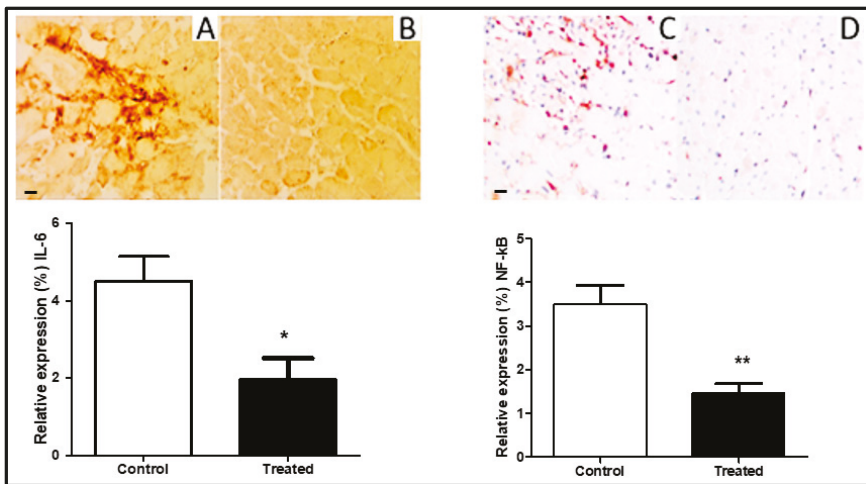 A
B
C
D
Relative expression (%) IL-6
6
4
2
0
*
Control
Treated
Relative expression (%) NF-kB
5
4
3
2
1
0
**
Control
Treated